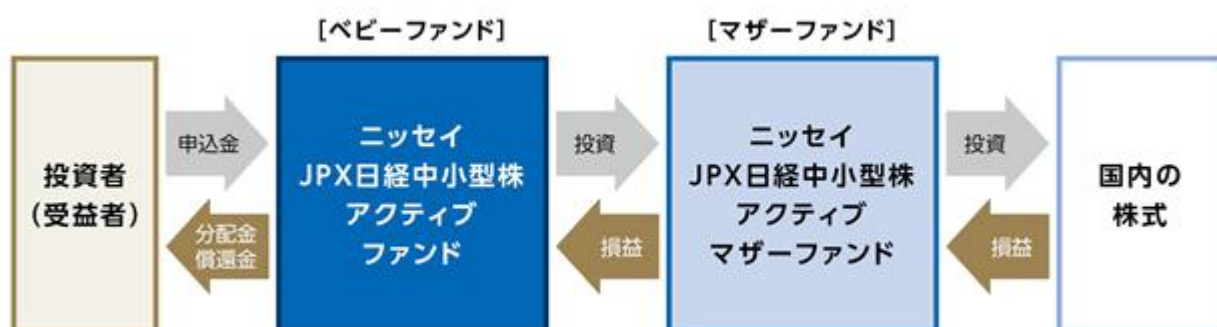 [ベビーファンド]
[マザーファンド]
投資者
(受益者)
申込金
分配金
償還金
ニッセイ
JPX日経中小型株
アクティブ
ファンド
投資
損益
ニッセイ
JPX日経中小型株
アクティブ
マザーファンド
投資
損益
国内の
株式